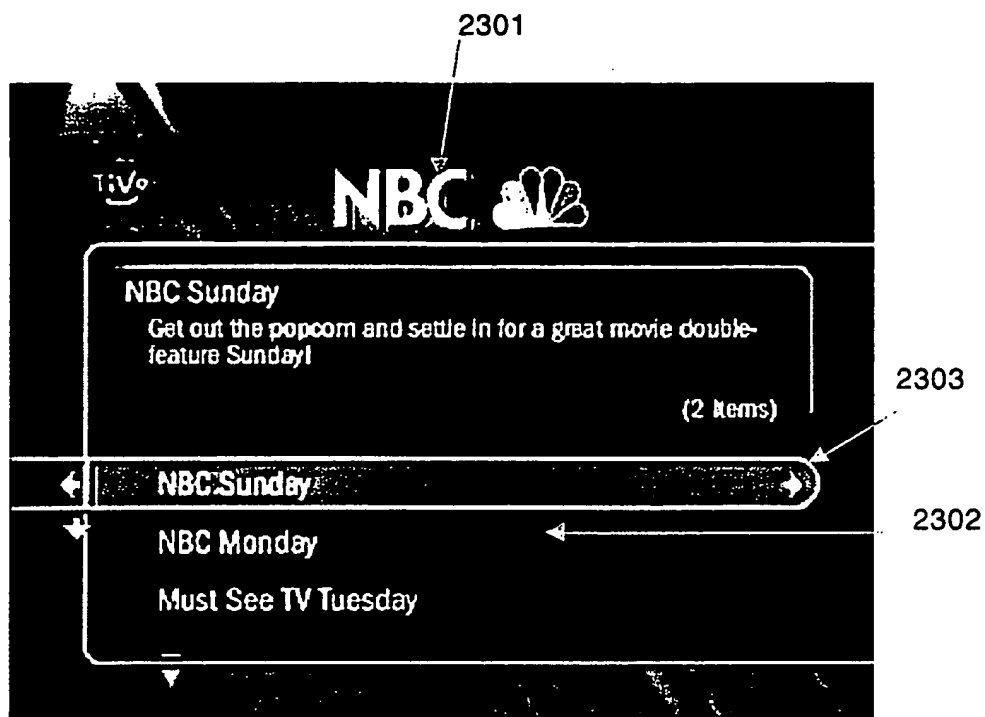 2301
TiVo
NBC
NBC Sunday
Get out the popcorn and settle in for a great movie double-
feature Sunday!
(2 Items)
2303
NBC Sunday
2302
NBC Monday
Must See TV Tuesday